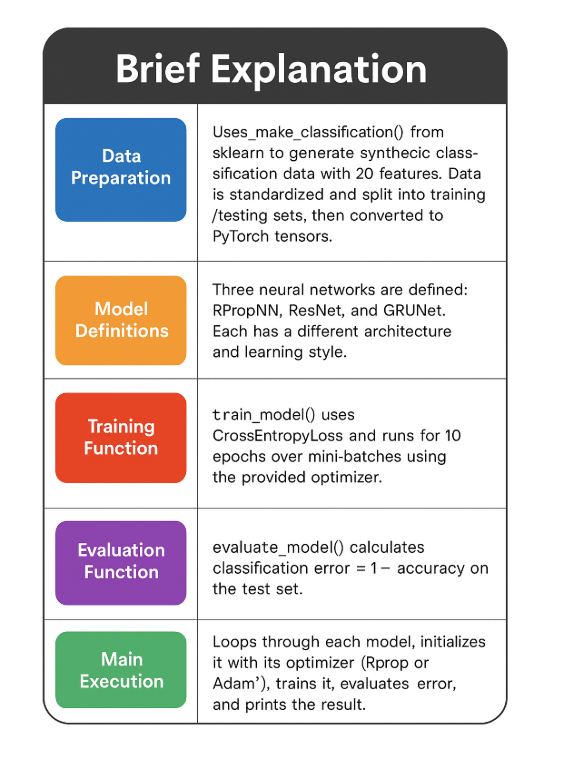 Brief Explanation
Data
Preparation
Uses_make_classification() from
sklearn to generate synthecic clas-
sification data with 20 features. Data
is standardized and split into training
/testing sets, then converted to
PyTorch tensors.
Model
Definitions
Three neural networks are defined:
RPropNN, ResNet, and GRUNet.
Each has a different architecture
and learning style.
Training
Function
train_model() uses
CrossEntropyLoss and runs for 10
epochs over mini-batches using
the provided optimizer.
Evaluation
Function
evaluate_model() calculates
classification error = 1 – accuracy on
the test set.
Main
Execution
Loops through each model, initializes
it with its optimizer (Rprop or
Adam’), trains it, evaluates error,
and prints the result.